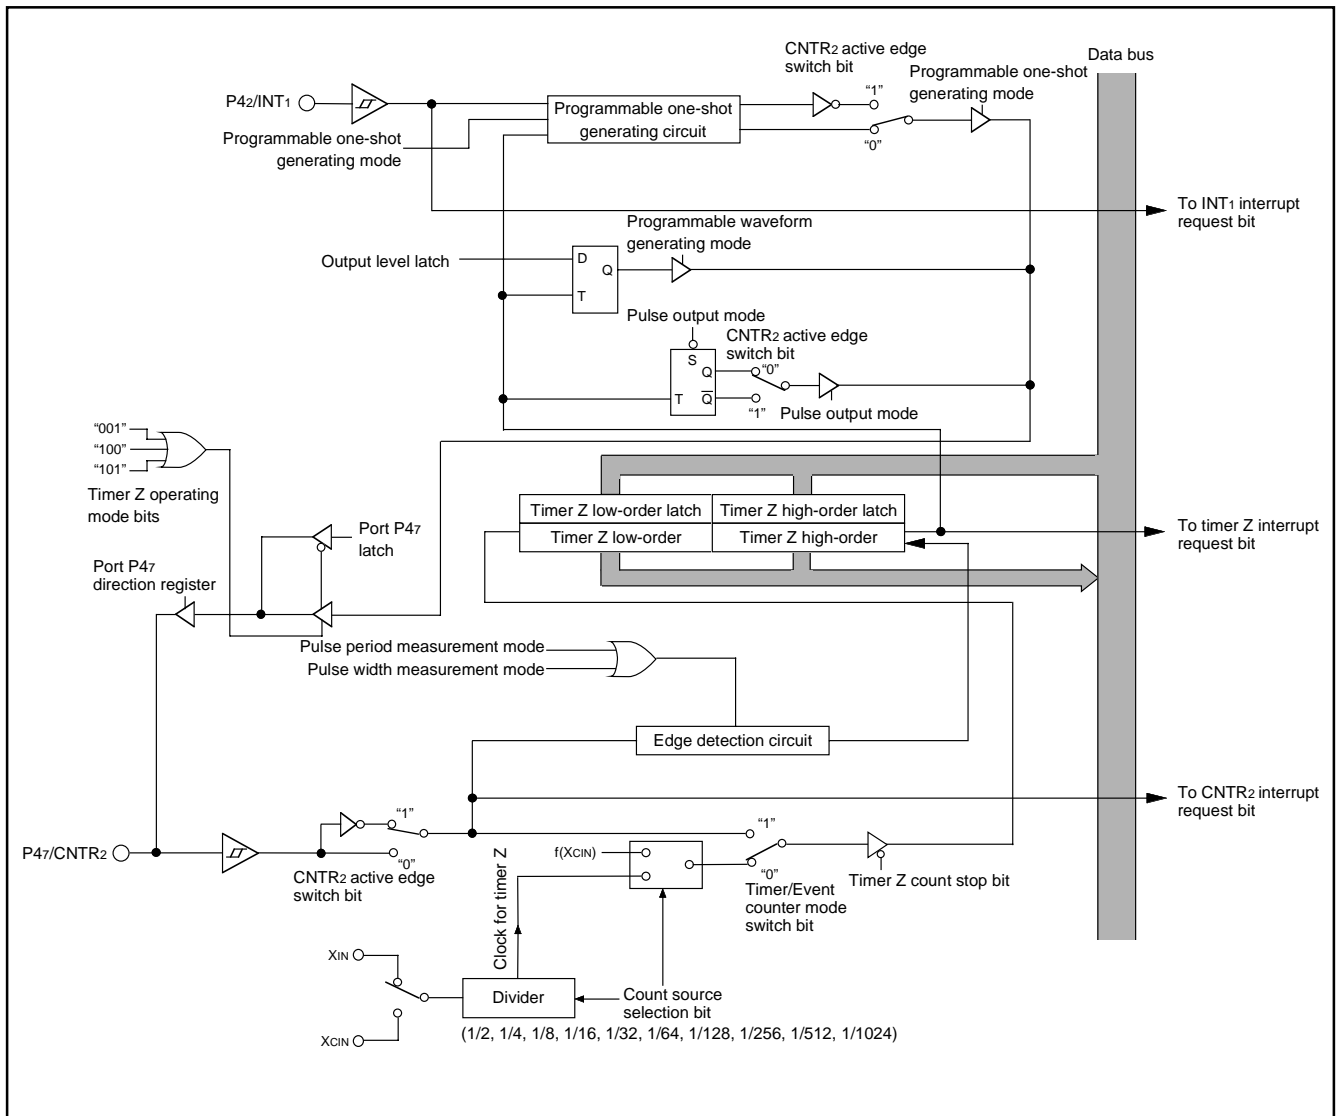 CNTR2 active edge
switch bit
Data bus
Programmable one-shot
generating mode
"1"
P42/INT1
Programmable one-shot
generating circuit
Programmable one-shot
generating mode
"0"
To INT1 interrupt
request bit
Programmable waveform
generating mode
Output level latch
D
Q
T
Pulse output mode
CNTR2 active edge
switch bit
S
Q
"0"
T
Q
"1"
Pulse output mode
"001"
"100"
"101"
Timer Z operating
mode bits
Timer Z low-order latch
Timer Z high-order latch
Timer Z low-order
Timer Z high-order
To timer Z interrupt
request bit
Port P47
latch
Port P47
direction register
Pulse period measurement mode
Pulse width measurement mode
Edge detection circuit
To CNTR2 interrupt
request bit
"1"
"1"
P47/CNTR2
"0"
CNTR2 active edge
switch bit
Clock for timer Z
f(XCIN)
"0"
Timer/Event
counter mode
switch bit
Timer Z count stop bit
XIN
Divider
Count source
selection bit
XCIN
(1/2, 1/4, 1/8, 1/16, 1/32, 1/64, 1/128, 1/256, 1/512, 1/1024)